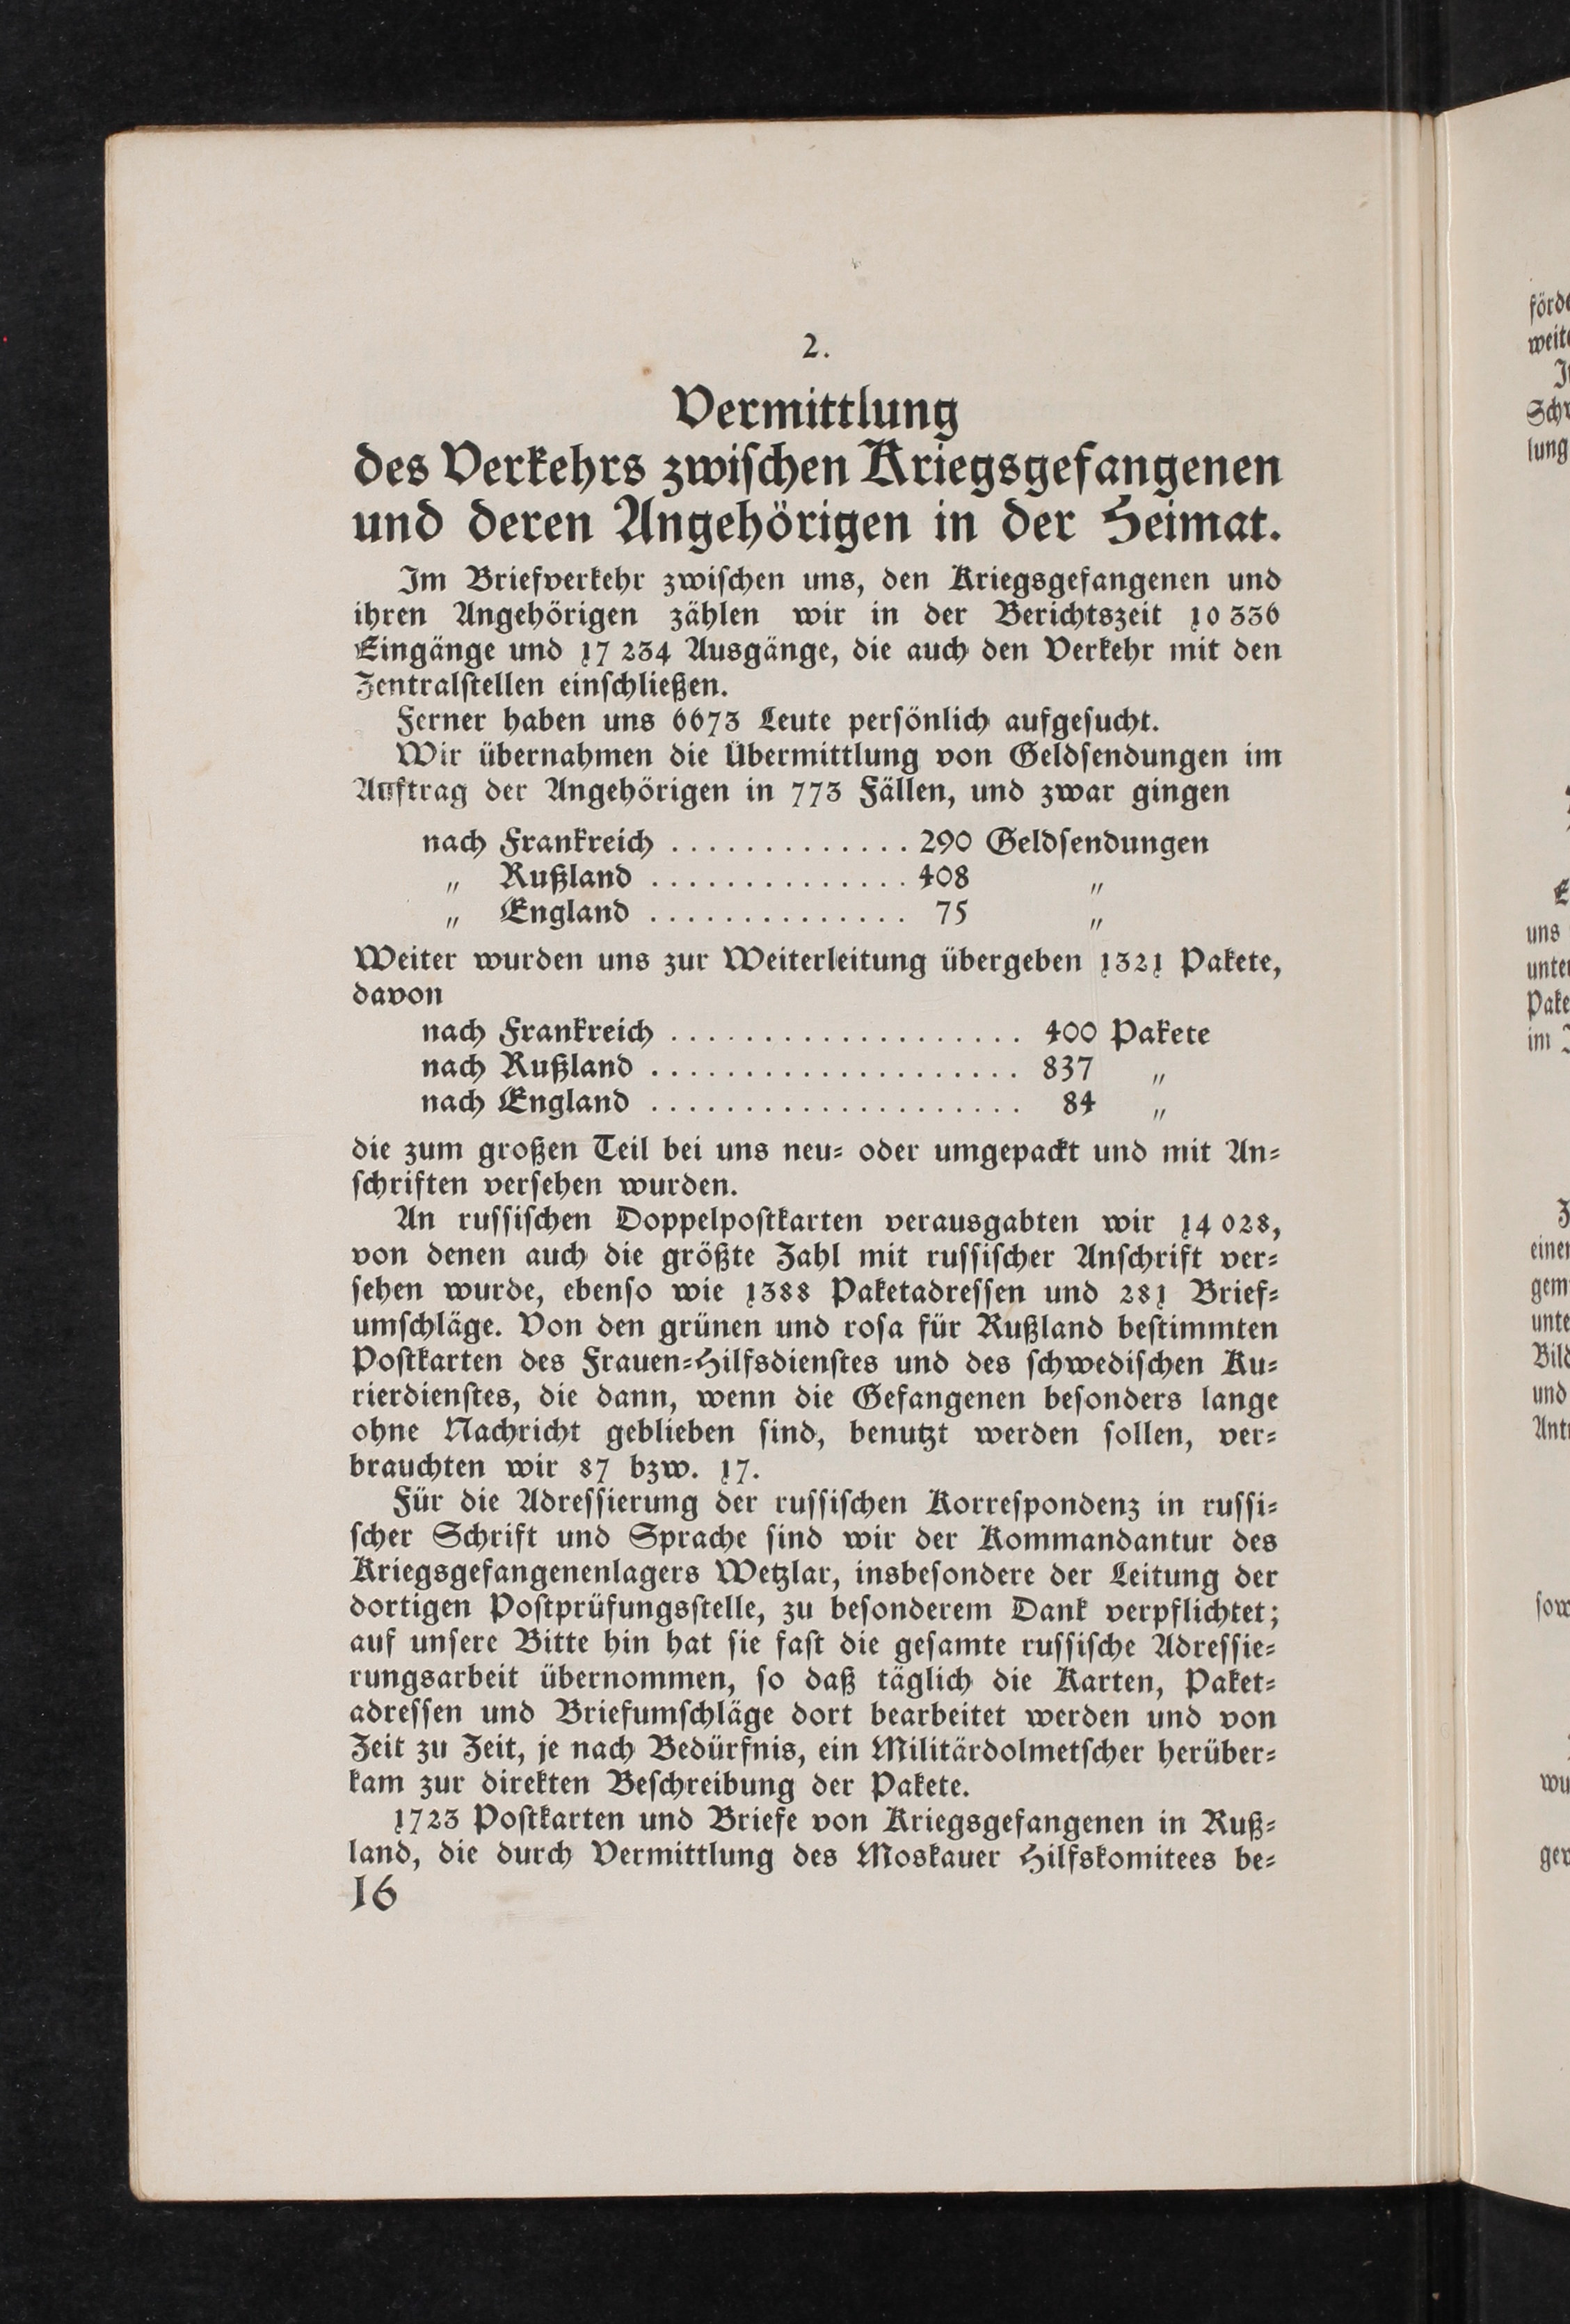 2.
Vermittlung
des Verkehrs zwischen Kriegsgefangenen
und deren Angehörigen in der Heimat.
Im Briefverkehr zwischen uns, den Kriegsgefangenen und
ihren Angehörigen zählen wir in der Berichtszeit 10 336
Eingänge und 17 234 Ausgänge, die auch den Verkehr mit den
Zentralstellen einschließen.
Ferner haben uns 6673 Leute persönlich aufgesucht.
Wir übernahmen die Übermittlung von Geldsendungen im
Auftrag der Angehörigen in 773 Fällen, und zwar gingen
nach Frankreich ............. 290 Geldsendungen
„ Rußland .............. 408 „
„ England .............. 75 „
Weiter wurden uns zur Weiterleitung übergeben 1321 Pakete,
davon
nach Frankreich .................... 400 Pakete
nach Rußland ..................... 837 „
nach England ..................... 84 „
die zum großen Teil bei uns neu- oder umgepackt und mit An-
schriften versehen wurden.
An russischen Doppelpostkarten verausgabten wir 14 028,
von denen auch die größte Zahl mit russischer Anschrift ver-
sehen wurde, ebenso wie 1388 Paketadressen und 281 Brief-
umschläge. Von den grünen und rosa für Rußland bestimmten
Postkarten des Frauen-Hilfsdienstes und des schwedischen Ku-
rierdienstes, die dann, wenn die Gefangenen besonders lange
ohne Nachricht geblieben sind, benutzt werden sollen, ver-
brauchten wir 87 bzw. 17.
Für die Adressierung der russischen Korrespondenz in russi-
scher Schrift und Sprache sind wir der Kommandantur des
Kriegsgefangenenlagers Wetzlar, insbesondere der Leitung der
dortigen Postprüfungsstelle, zu besonderem Dank verpflichtet;
auf unsere Bitte hin hat sie fast die gesamte russische Adressie-
rungsarbeit übernommen, so daß täglich die Karten, Paket-
adressen und Briefumschläge dort bearbeitet werden und von
Zeit zu Zeit, je nach Bedürfnis, ein Militärdolmetscher herüber-
kam zur direkten Beschreibung der Pakete.
1723 Postkarten und Briefe von Kriegsgefangenen in Ruß-
land, die durch Vermittlung des Moskauer Hilfskomitees be-
16